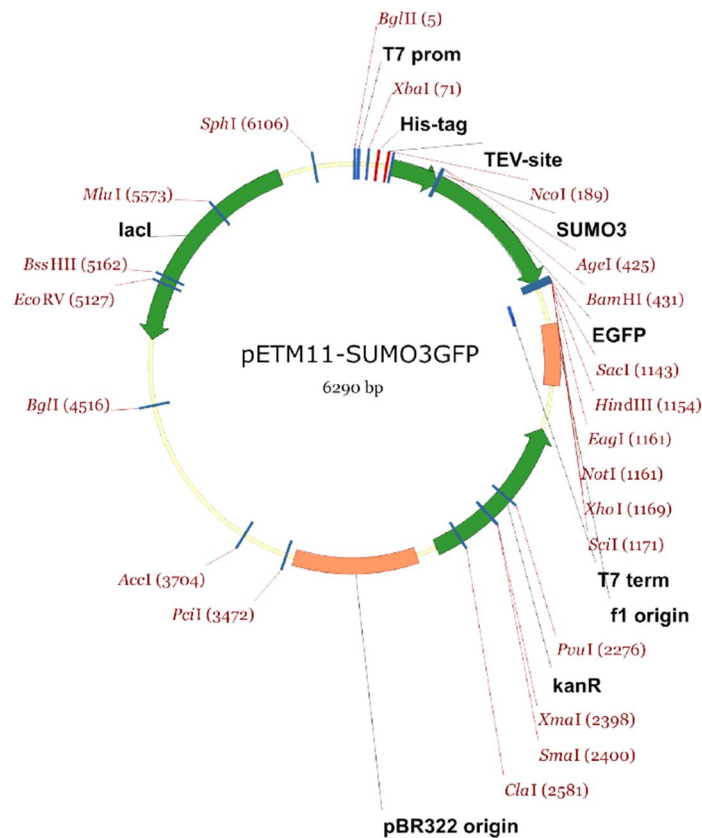 BglII (5)
T7 prom
XbaI (71)
His-tag
TEV-site
NcoI (189)
SUMO3
AgeI (425)
BamHI (431)
EGFP
SacI (1143)
HindIII (1154)
EagI (1161)
NotI (1161)
XhoI (1169)
SciI (1171)
T7 term
f1 origin
PvuI (2276)
kanR
XmaI (2398)
SmaI (2400)
ClaI (2581)
pBR322 origin
PciI (3472)
AccI (3704)
BglI (4516)
EcoRV (5127)
BssHII (5162)
lacI
MluI (5573)
SphI (6106)
pETM11-SUMO3GFP
6290 bp